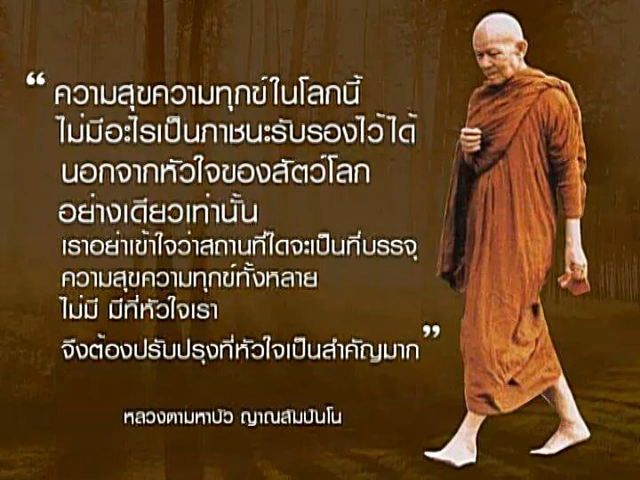 “ ความสุขความทุกข์ในโลกนี้
ไม่มีอะไรเป็นภาชนะรับรองไว้ได้
นอกจากหัวใจของสัตว์โลก
อย่างเดียวเท่านั้น
เราอย่าเข้าใจว่าสถานที่ใดจะเป็นที่บรรจุ
ความสุขความทุกข์ทั้งหลาย
ไม่มี มีที่หัวใจเรา
จึงต้องปรับปรุงที่หัวใจเป็นสำคัญมาก ”
หลวงตามหาบัว ญาณสัมปันโน